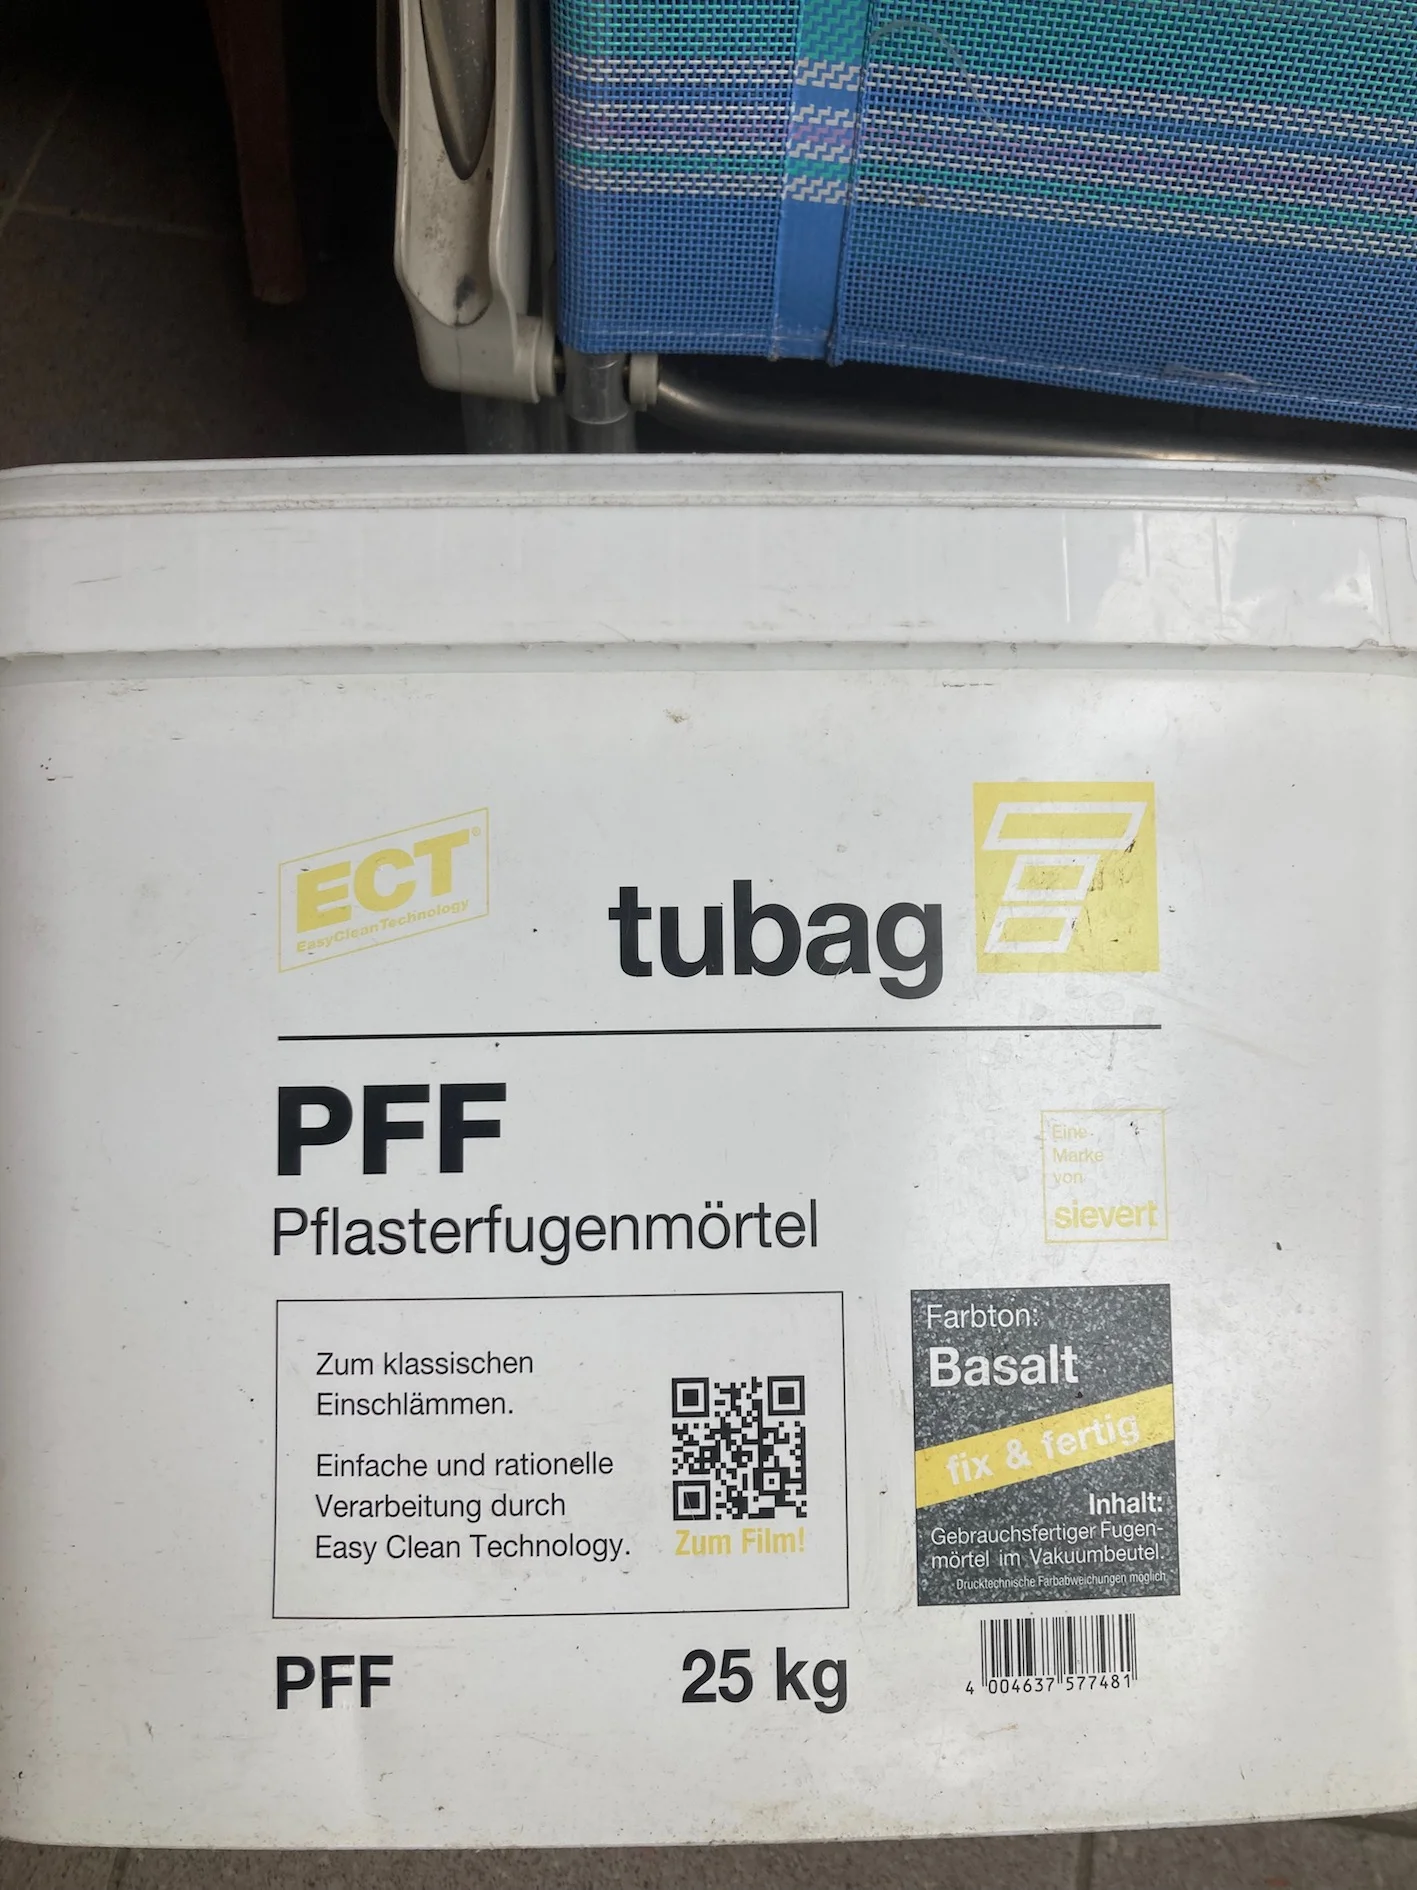 ECT®
EasyCleanTechnology
tubag
PFF
Pflasterfugenmörtel
Eine
Marke
von
sievert
Zum klassischen
Einschlämmen.
Einfache und rationelle
Verarbeitung durch
Easy Clean Technology.
Zum Film!
Farbton:
Basalt
fix & fertig
Inhalt:
Gebrauchsfertiger Fugen-
mörtel im Vakuumbeutel.
Drucktechnische Farbabweichungen möglich.
PFF
25 kg
4 004637 577481